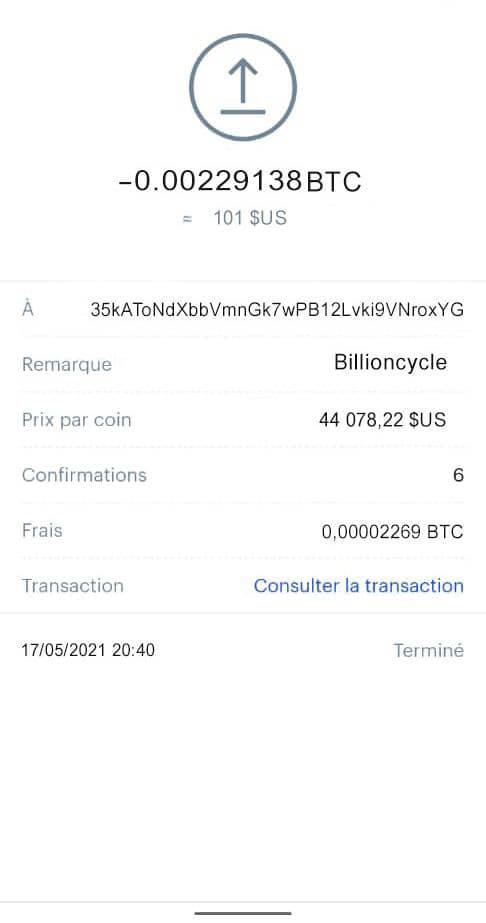 -0.00229138 BTC
≈ 101 $US
À 35kAToNdXbbVmnGk7wPB12Lvki9VNroxYG
Remarque Billioncycle
Prix par coin 44 078,22 $US
Confirmations 6
Frais 0,00002269 BTC
Transaction Consulter la transaction
17/05/2021 20:40 Terminé